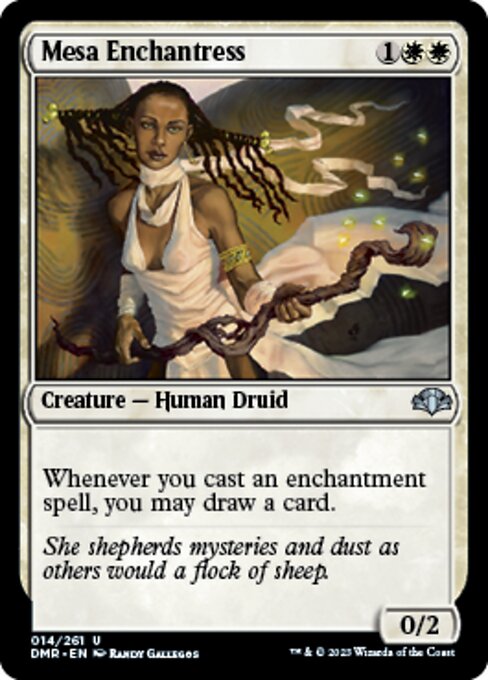 Mesa Enchantress 1
Creature — Human Druid
Whenever you cast an enchantment
spell, you may draw a card.
She shepherds mysteries and dust as
others would a flock of sheep.
0/2
014/261 U
DMR • EN Randy Gallegos
™ & © 2023 Wizards of the Coast